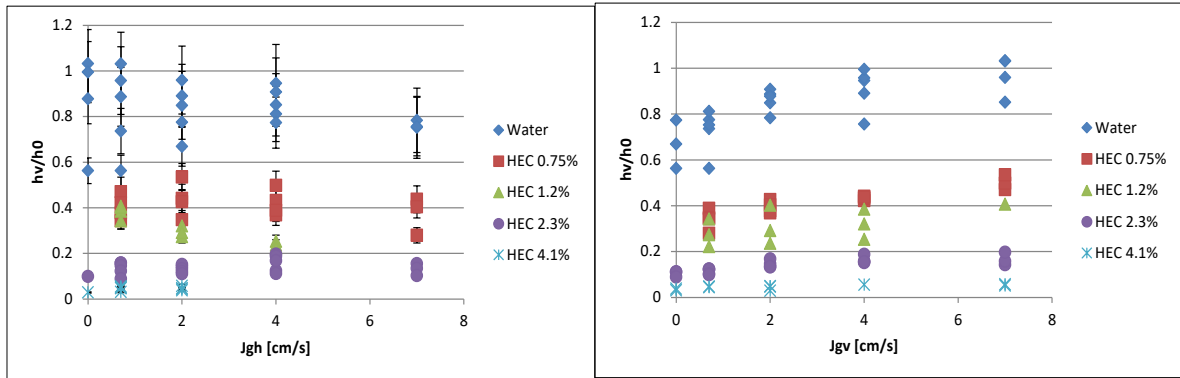 1.2
1
0.8
0.6
0.4
0.2
0
hv/h0
0 2 4 6 8
Jgh [cm/s]
Water
HEC 0.75%
HEC 1.2%
HEC 2.3%
HEC 4.1%
1.2
1
0.8
0.6
0.4
0.2
0
hv/h0
0 2 4 6 8
Jgv [cm/s]
Water
HEC 0.75%
HEC 1.2%
HEC 2.3%
HEC 4.1%